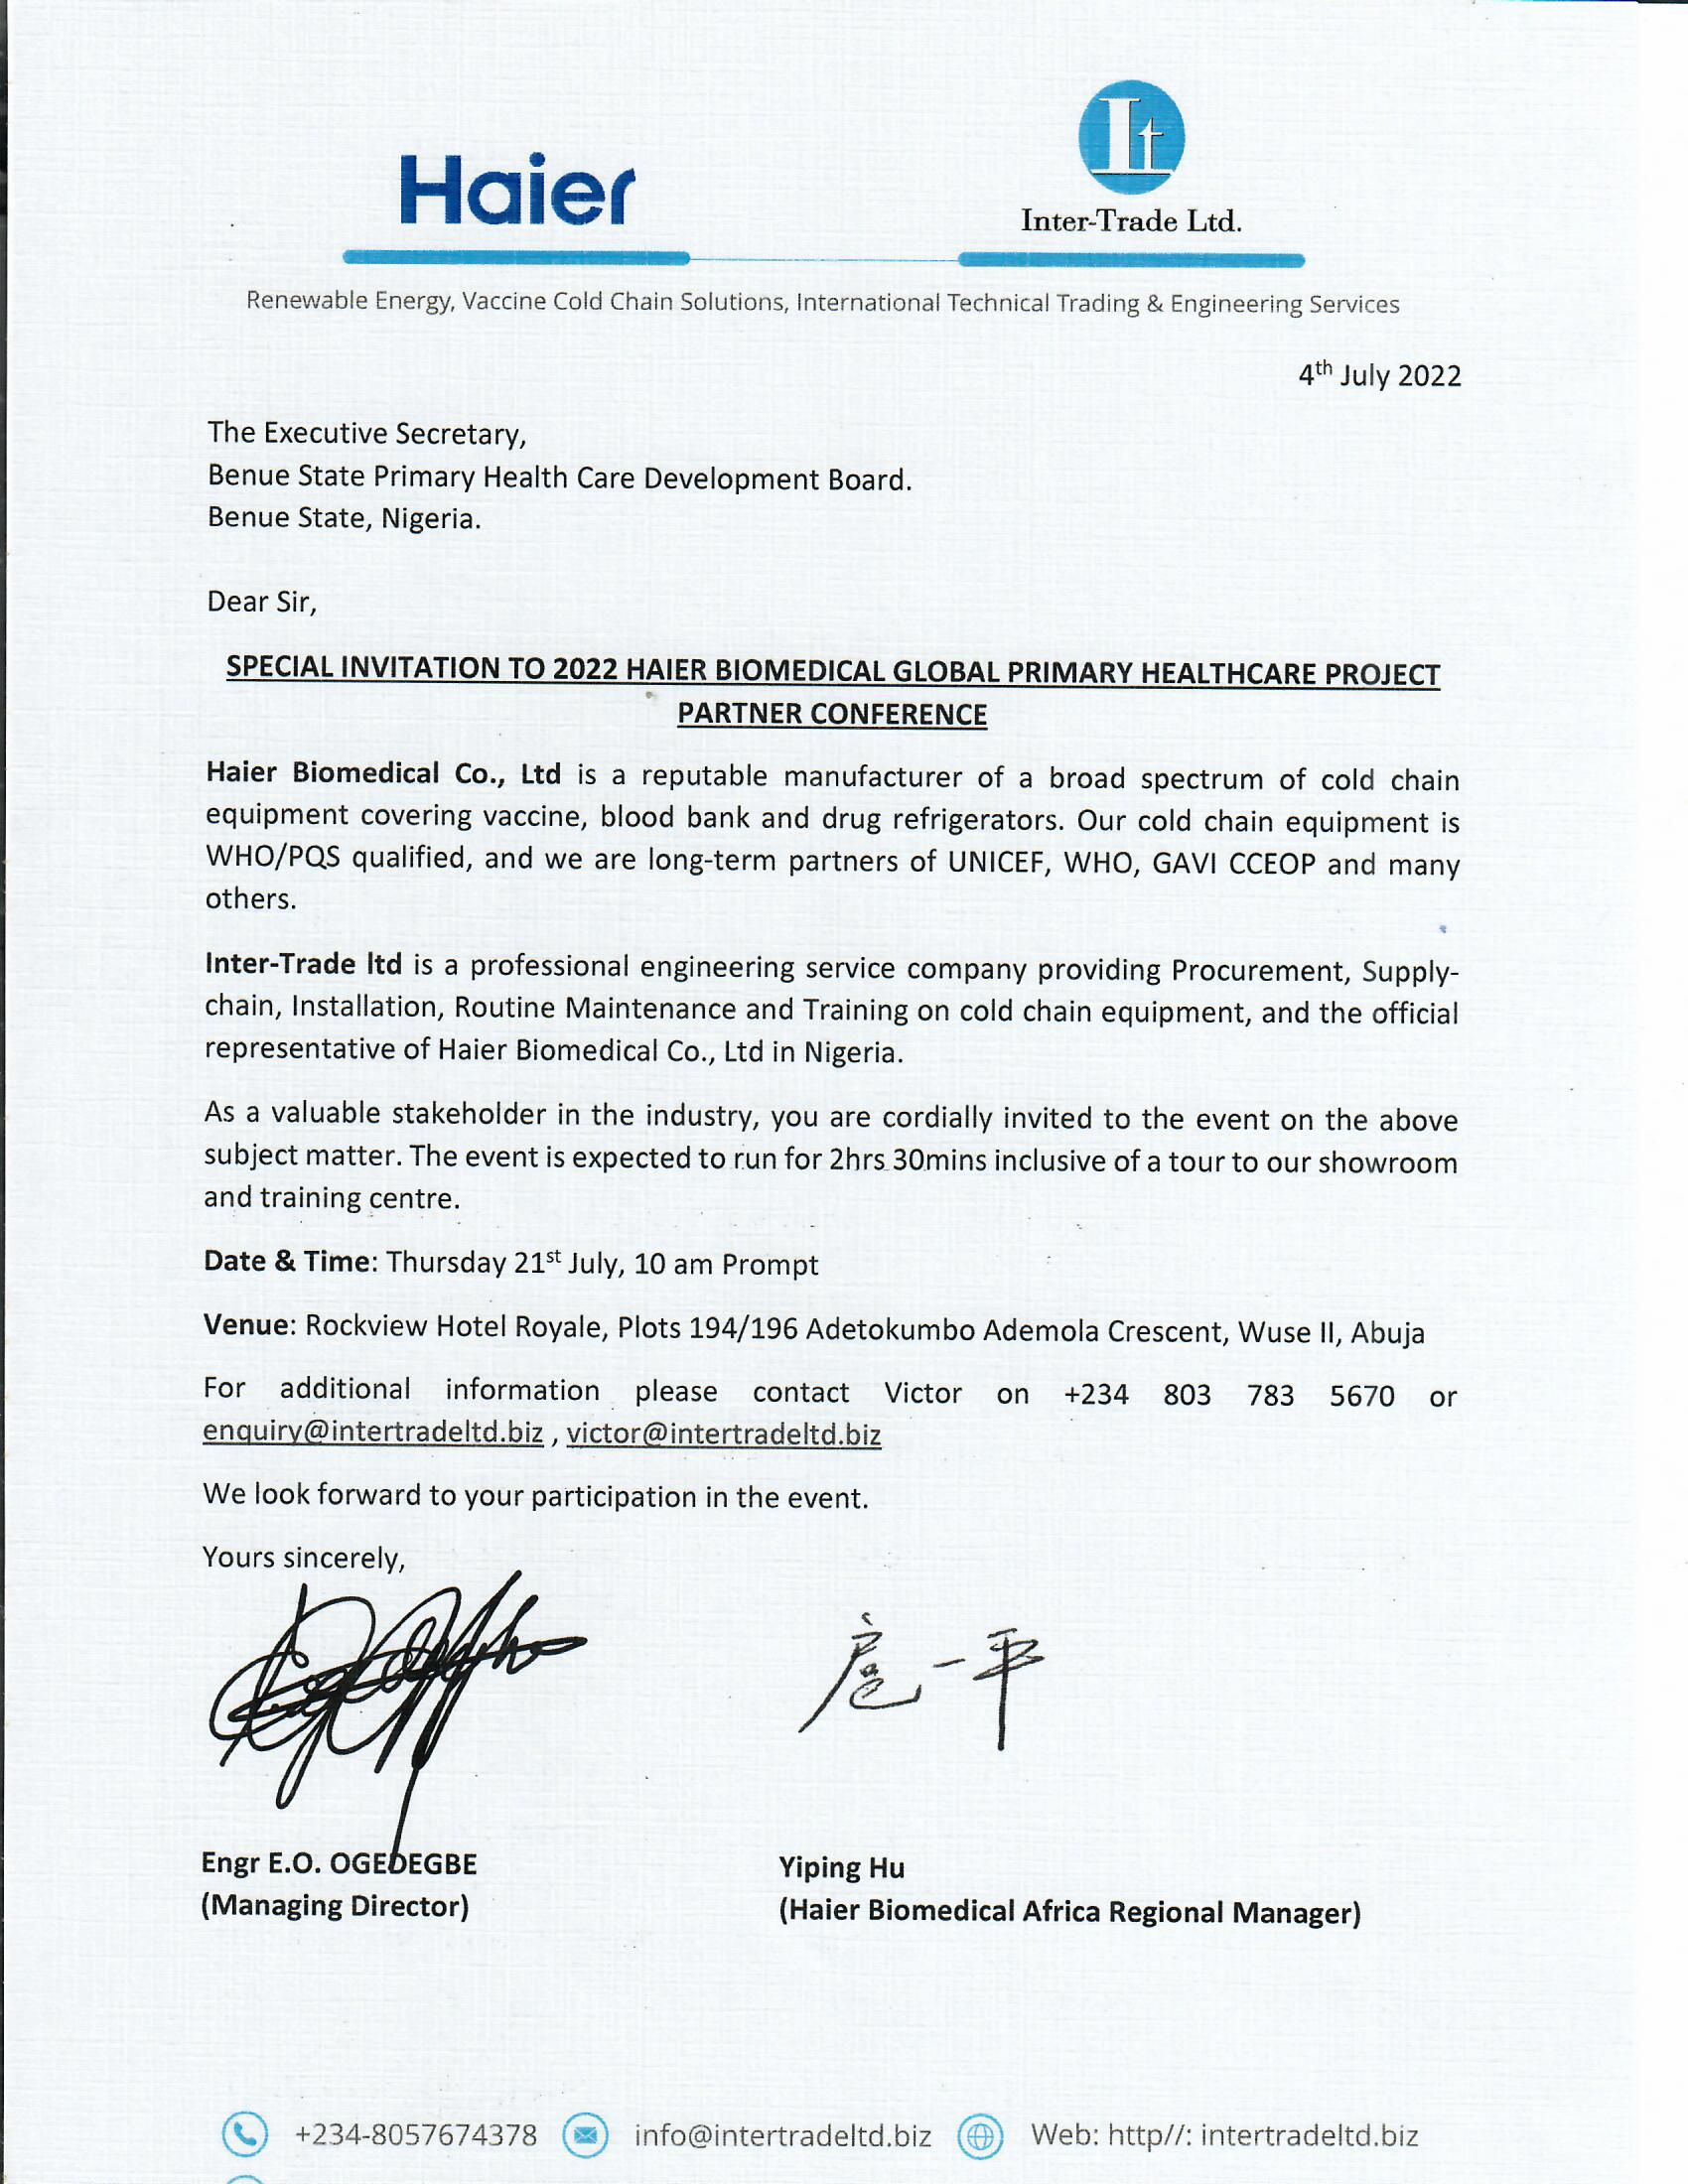 Haier
It
Inter-Trade Ltd.
Renewable Energy, Vaccine Cold Chain Solutions, International Technical Trading & Engineering Services
4th July 2022
The Executive Secretary,
Benue State Primary Health Care Development Board.
Benue State, Nigeria.
Dear Sir,
SPECIAL INVITATION TO 2022 HAIER BIOMEDICAL GLOBAL PRIMARY HEALTHCARE PROJECT
PARTNER CONFERENCE
Haier Biomedical Co., Ltd is a reputable manufacturer of a broad spectrum of cold chain
equipment covering vaccine, blood bank and drug refrigerators. Our cold chain equipment is
WHO/PQS qualified, and we are long-term partners of UNICEF, WHO, GAVI CCEOP and many
others.
Inter-Trade ltd is a professional engineering service company providing Procurement, Supply-
chain, Installation, Routine Maintenance and Training on cold chain equipment, and the official
representative of Haier Biomedical Co., Ltd in Nigeria.
As a valuable stakeholder in the industry, you are cordially invited to the event on the above
subject matter. The event is expected to run for 2hrs 30mins inclusive of a tour to our showroom
and training centre.
Date & Time: Thursday 21st July, 10 am Prompt
Venue: Rockview Hotel Royale, Plots 194/196 Adetokumbo Ademola Crescent, Wuse II, Abuja
For additional information please contact Victor on +234 803 783 5670 or
enquiry@intertradeltd.biz , victor@intertradeltd.biz
We look forward to your participation in the event.
Yours sincerely,
扈一平
Engr E.O. OGEDEGBE
(Managing Director)
Yiping Hu
(Haier Biomedical Africa Regional Manager)
+234-8057674378 info@intertradeltd.biz Web: http//: intertradeltd.biz